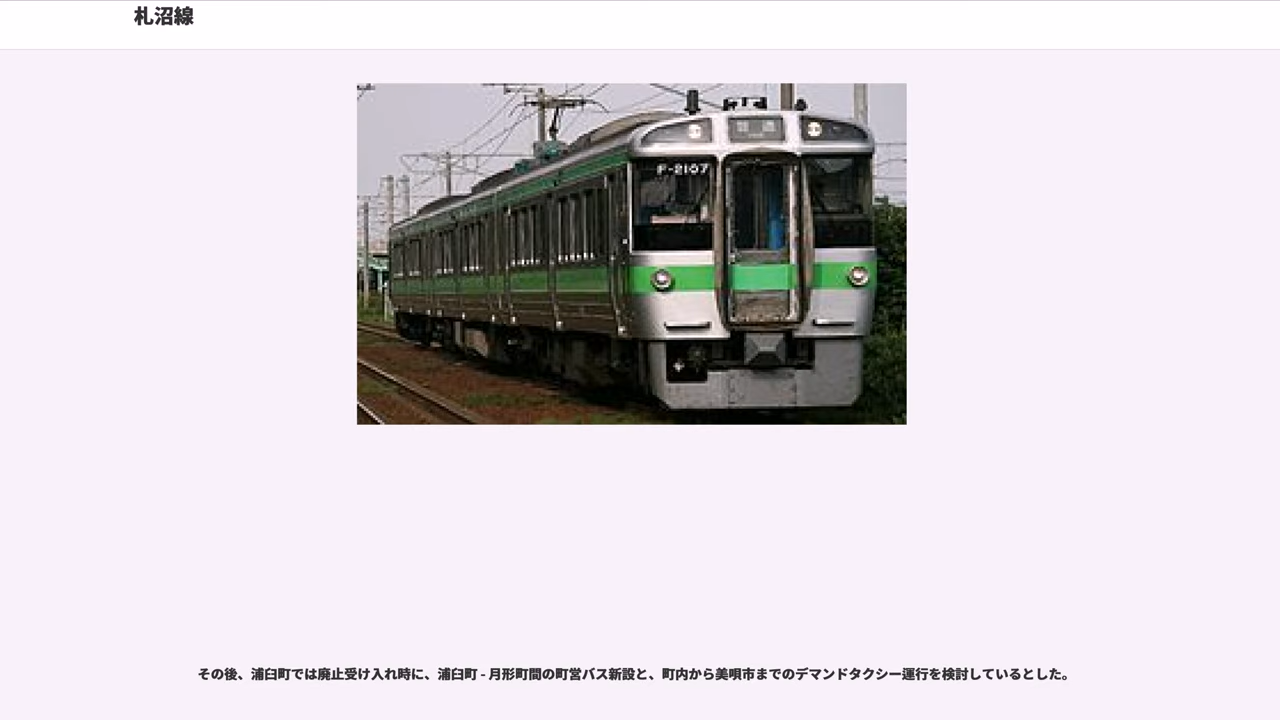 札沼線
普通
F-2107
その後、浦臼町では廃止受け入れ時に、浦臼町 - 月形町間の町営バス新設と、町内から美唄市までのデマンドタクシー運行を検討しているとした。